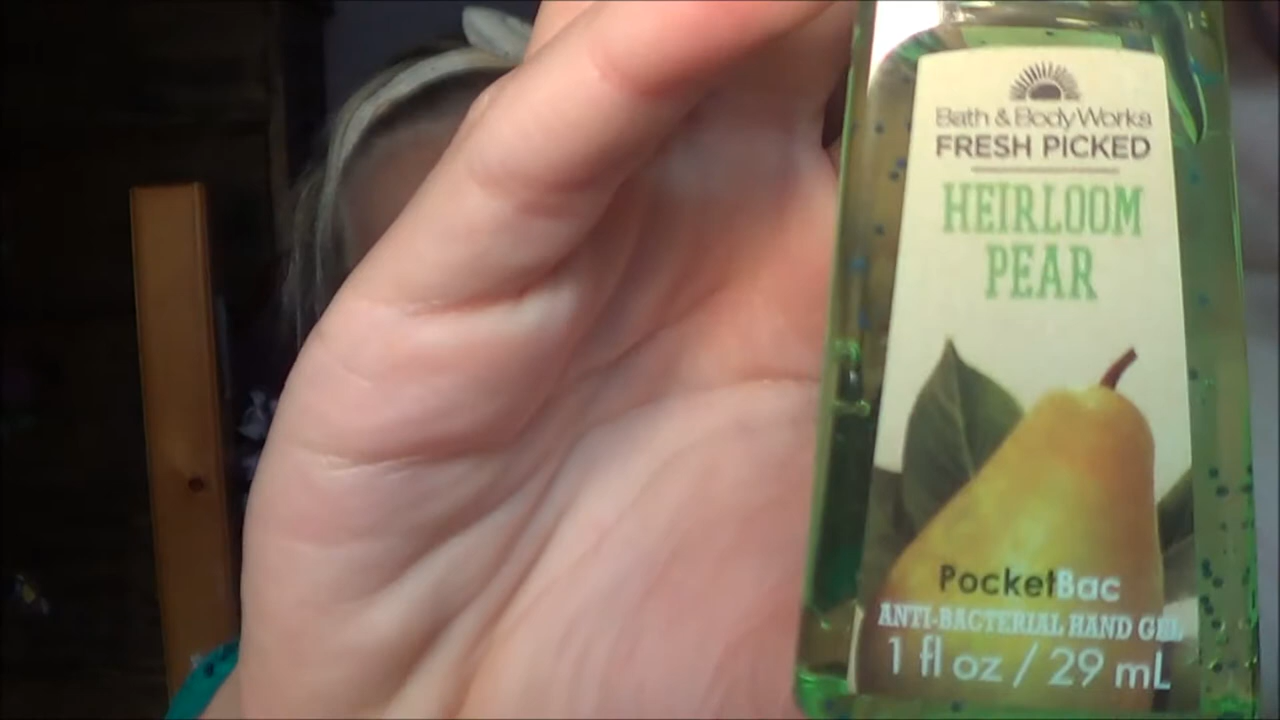 Bath & Body Works
FRESH PICKED
HEIRLOOM
PEAR
PocketBac
ANTI-BACTERIAL HAND GEL
1 fl oz / 29 mL